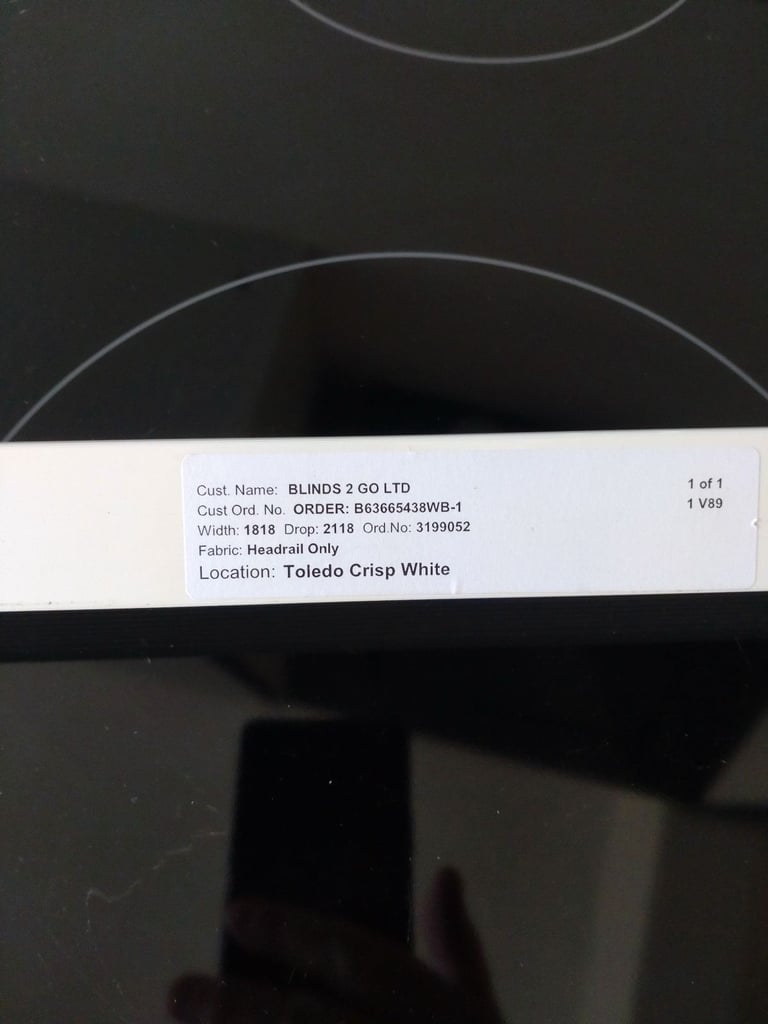 Cust. Name: BLINDS 2 GO LTD
1 of 1
Cust Ord. No. ORDER: B63665438WB-1
1 V89
Width: 1818 Drop: 2118 Ord.No: 3199052
Fabric: Headrail Only
Location: Toledo Crisp White